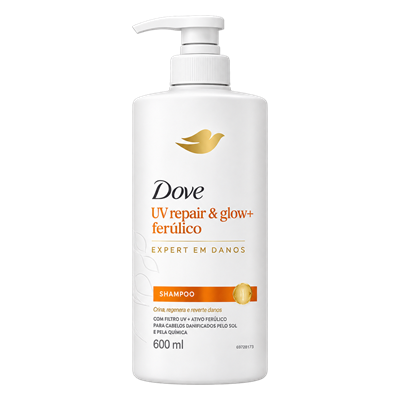 Dove
UV repair & glow+
ferúlico
EXPERT EM DANOS
SHAMPOO
regenera e reverte danos
COM FILTRO UV + ATIVO FERÚLICO
PARA CABELOS DANIFICADOS PELO SOL
E PELA QUÍMICA
600 ml